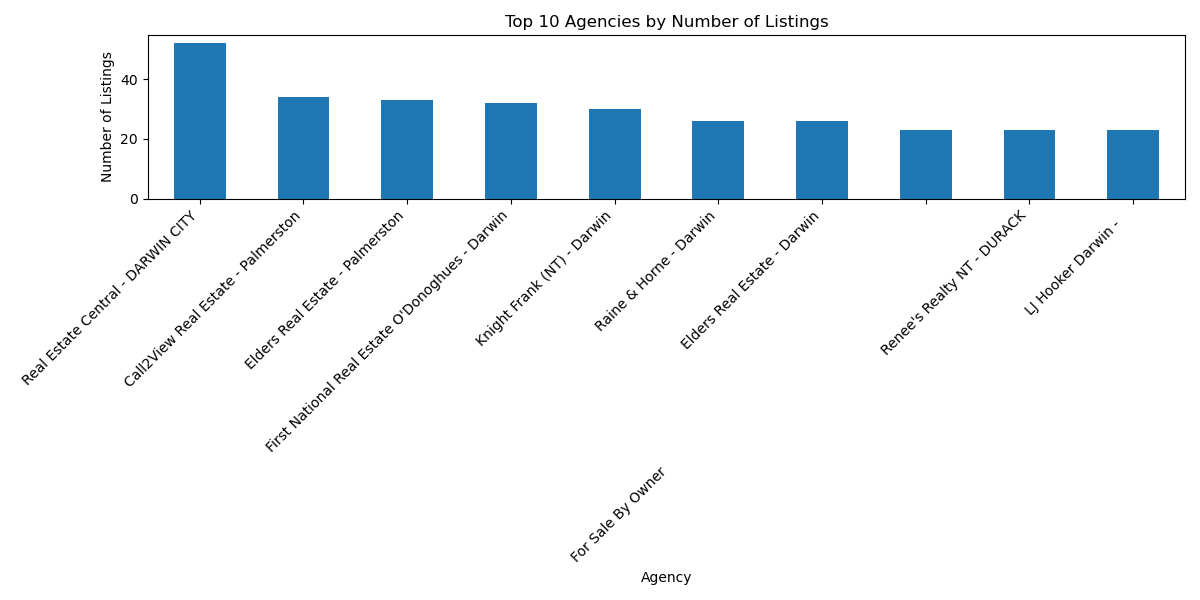 Top 10 Agencies by Number of Listings
Number of Listings
40
20
0
Real Estate Central - DARWIN CITY
Call2View Real Estate - Palmerston
Elders Real Estate - Palmerston
First National Real Estate O'Donoghues - Darwin
Knight Frank (NT) - Darwin
Raine & Horne - Darwin
Elders Real Estate - Darwin
For Sale By Owner
Renee's Realty NT - DURACK
LJ Hooker Darwin -
Agency